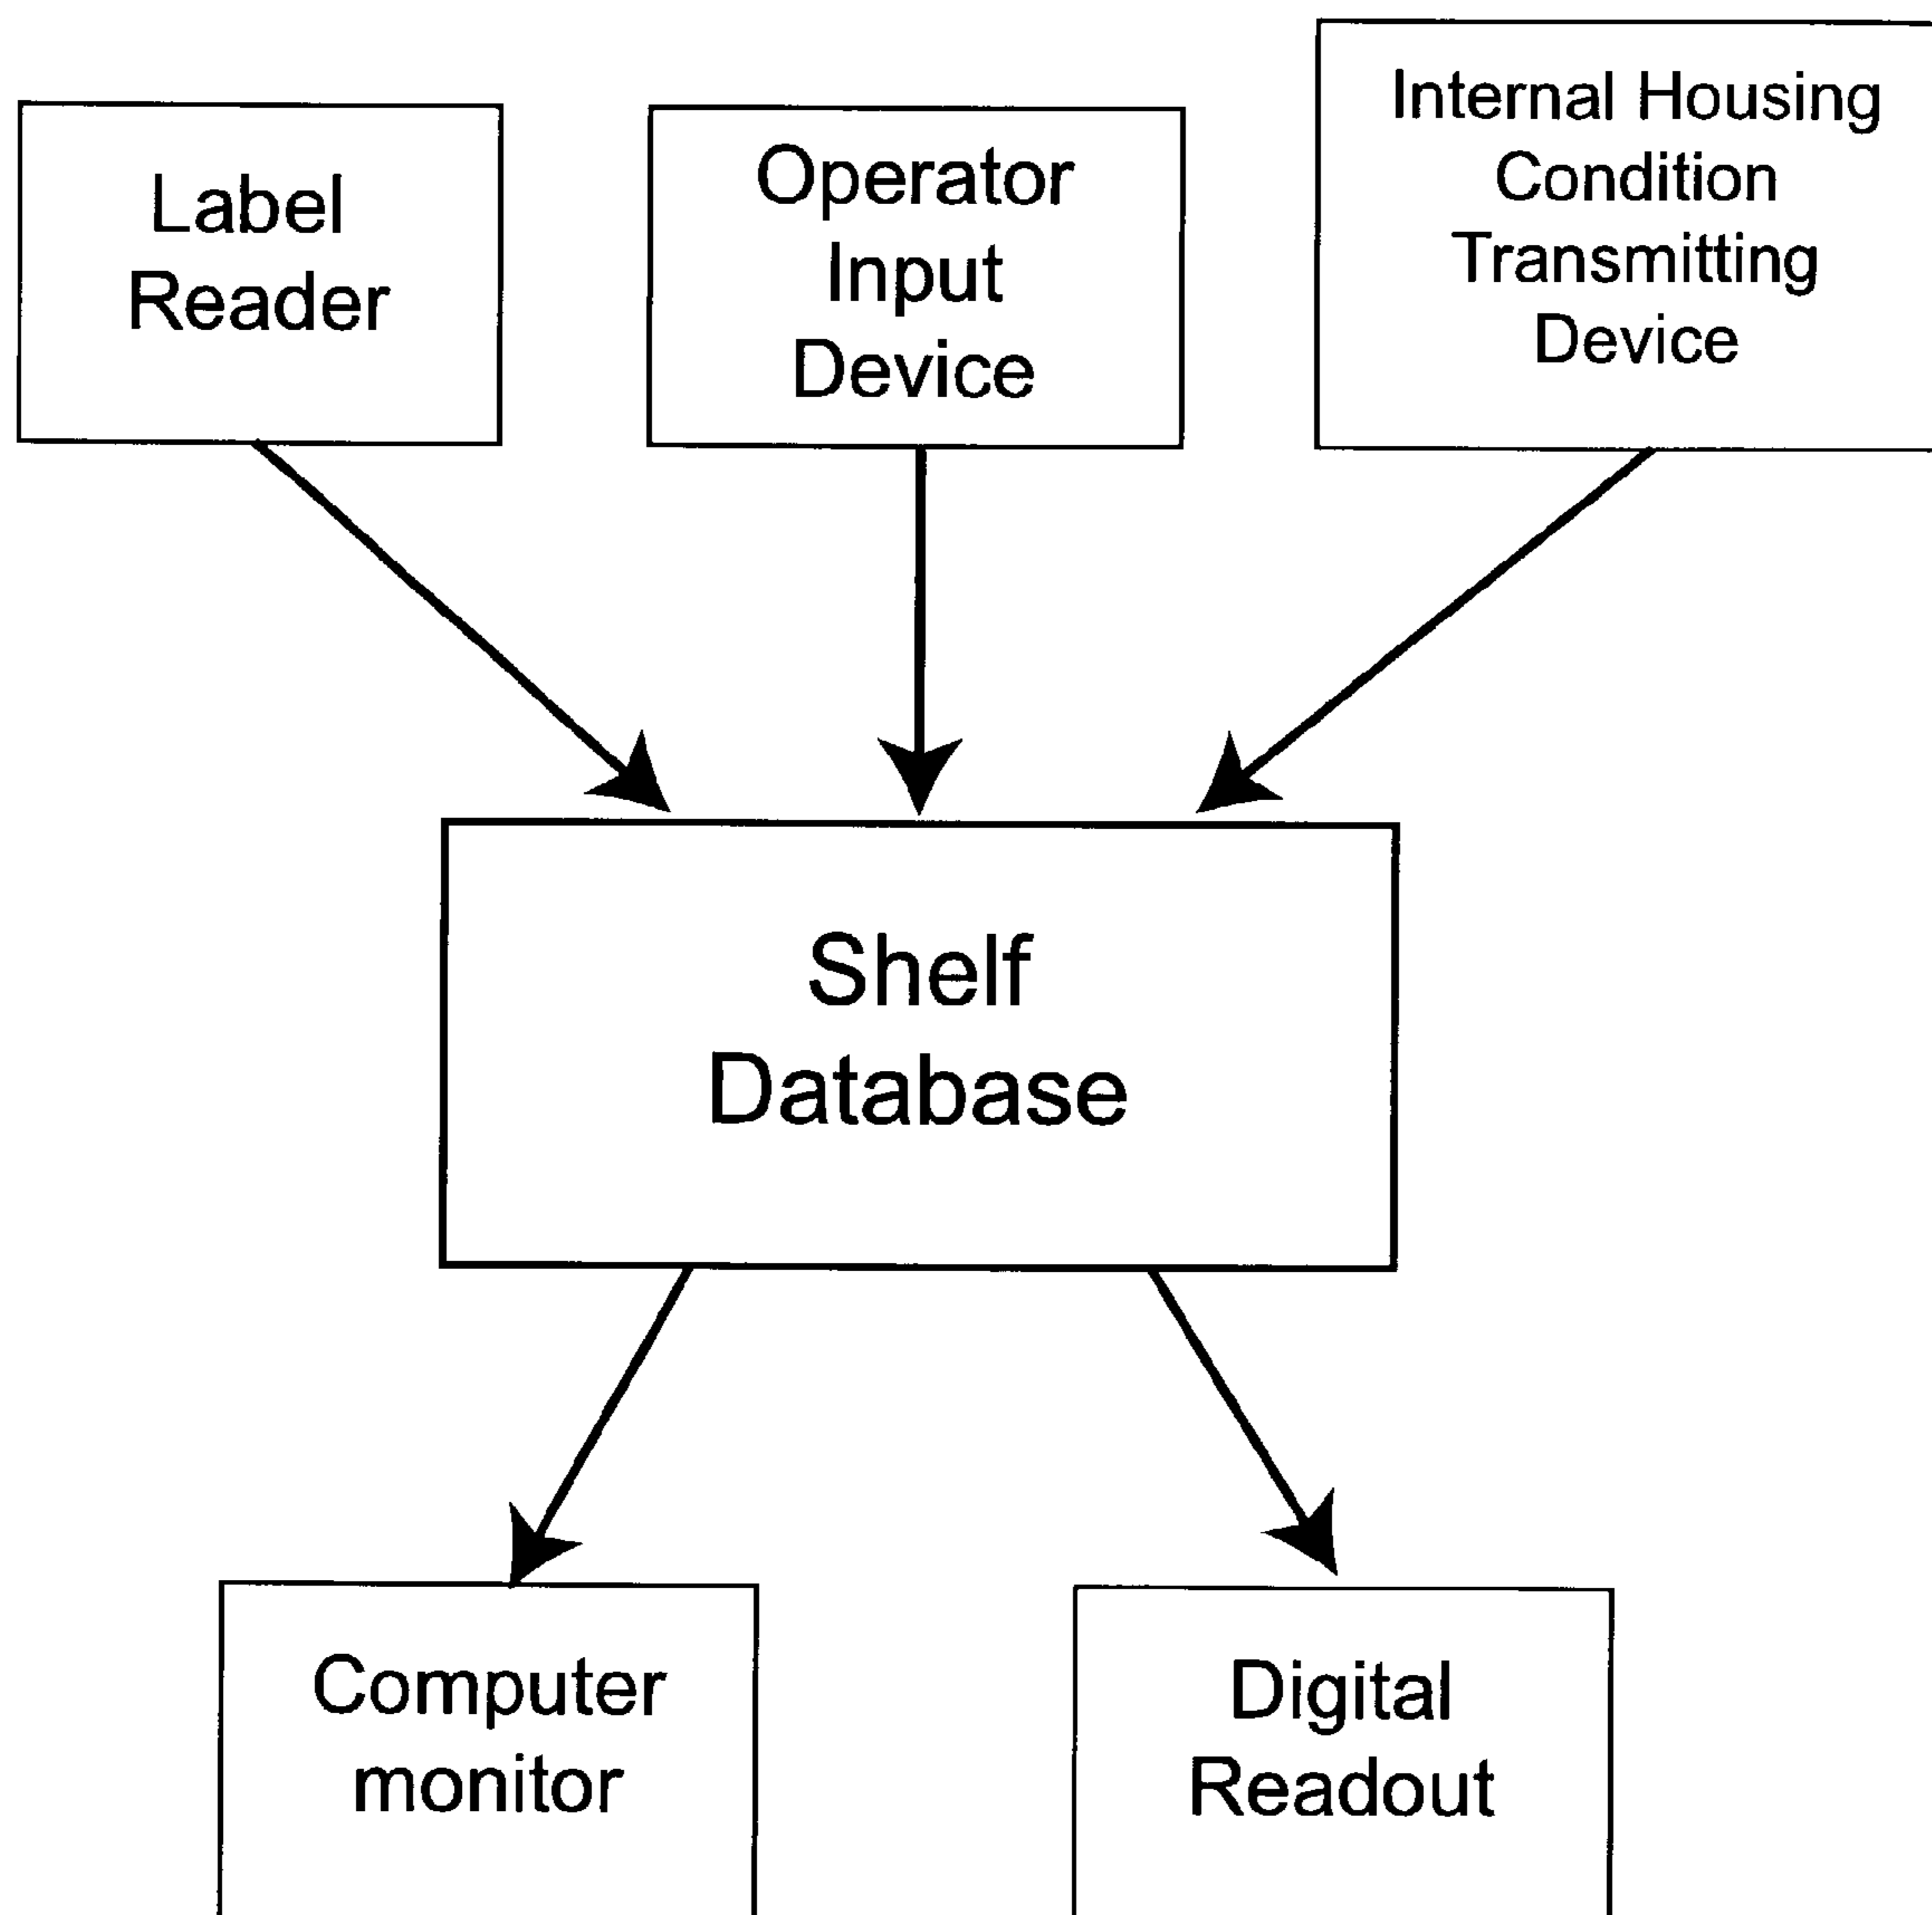 Label
Reader
Operator
Input
Device
Internal Housing
Condition
Transmitting
Device
Shelf
Database
Computer
monitor
Digital
Readout